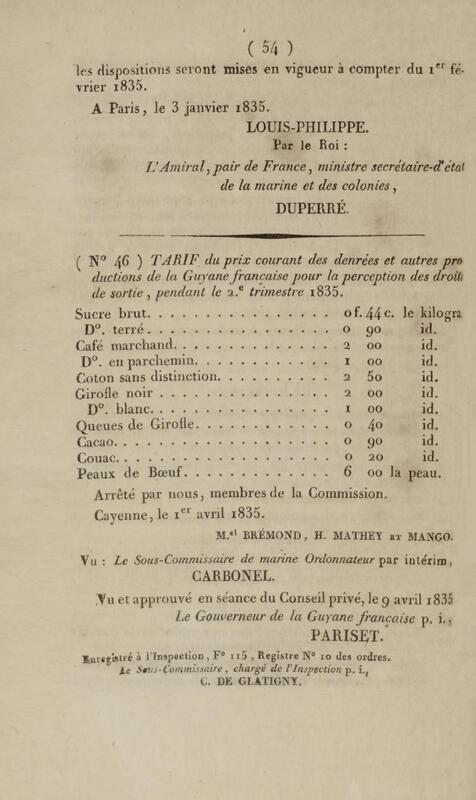 ( 54 )
les dispositions seront mises en vigueur à compter du 1er fé-
vrier 1835.
A Paris, le 3 janvier 1835.
LOUIS-PHILIPPE.
Par le Roi :
L'Amiral, pair de France, ministre secrétaire-d'état
de la marine et des colonies,
DUPERRÉ.
( N° 46 ) TARIF du prix courant des denrées et autres pro
ductions de la Guyane française pour la perception des droits
de sortie, pendant le 2.e trimestre 1835.
Sucre brut. . . . . . . . . . . . . . of. 44 c. le kilogra
D°. terré. . . . . . . . . . . . . . 0 90 id.
Café marchand. . . . . . . . . . . . 2 00 id.
D°. en parchemin. . . . . . . . . . 1 00 id.
Coton sans distinction. . . . . . . . 2 50 id.
Girofle noir . . . . . . . . . . . . . 2 00 id.
D°. blanc. . . . . . . . . . . . . . 1 00 id.
Queues de Girofle. . . . . . . . . . 0 40 id.
Cacao. . . . . . . . . . . . . . . . 0 90 id.
Couac. . . . . . . . . . . . . . . . 0 20 id.
Peaux de Bœuf. . . . . . . . . . . . 6 00 la peau.
Arrêté par nous, membres de la Commission.
Cayenne, le 1er avril 1835.
M.el BRÉMOND, H. MATHEY ET MANGO.
Vu : Le Sous-Commissaire de marine Ordonnateur par intérim,
CARBONEL.
Vu et approuvé en séance du Conseil privé, le 9 avril 1835
Le Gouverneur de la Guyane française p. i.,
PARISET.
Enregistré à l'Inspection, F° 115, Registre N° 10 des ordres.
Le Sous-Commissaire, chargé de l'Inspection p. i.,
C. DE GLATIGNY.